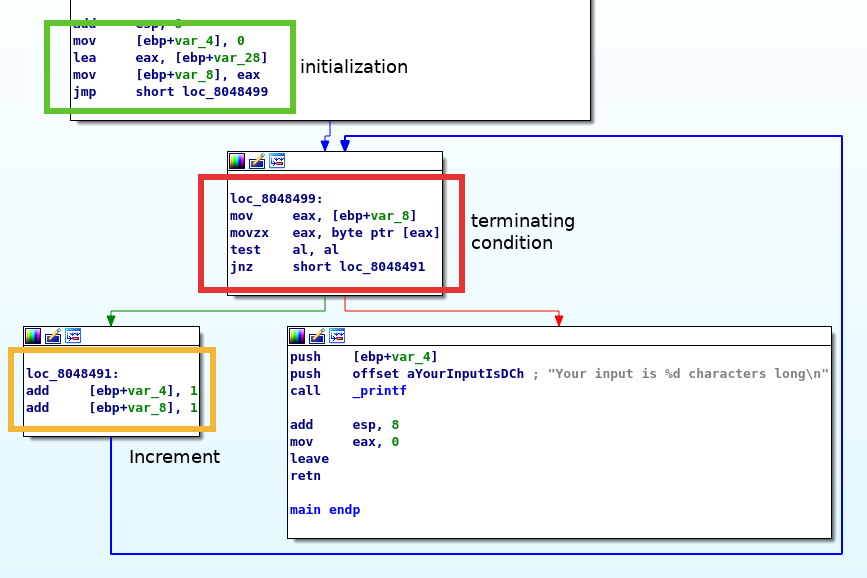 add     esp, 8
mov     [ebp+var_4], 0
lea     eax, [ebp+var_28]
mov     [ebp+var_8], eax
jmp     short loc_8048499
initialization
loc_8048499:
mov     eax, [ebp+var_8]
movzx   eax, byte ptr [eax]
test    al, al
jnz     short loc_8048491
terminating
condition
loc_8048491:
add     [ebp+var_4], 1
add     [ebp+var_8], 1
Increment
push    [ebp+var_4]
push    offset aYourInputIsDCh ; "Your input is %d characters long\n"
call    _printf
add     esp, 8
mov     eax, 0
leave
retn
main endp